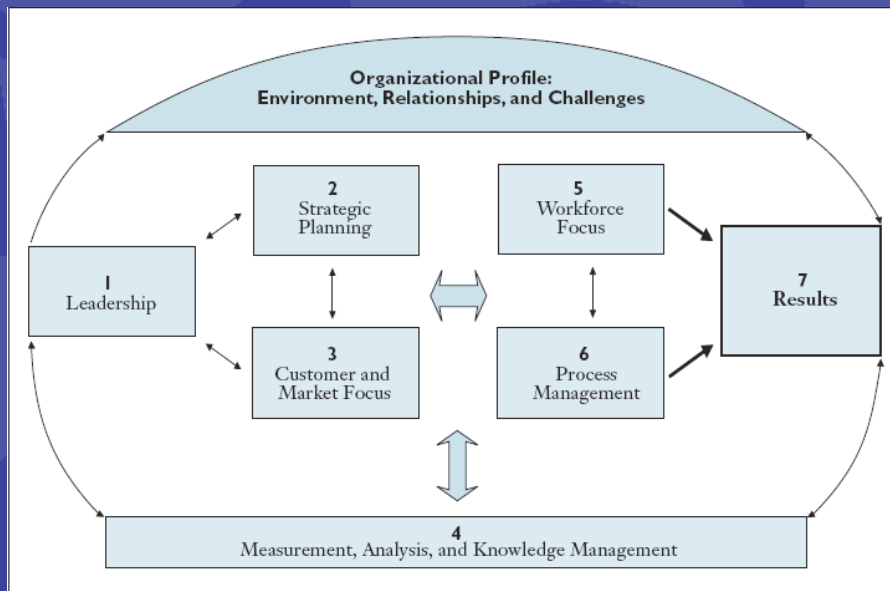 Organizational Profile:
Environment, Relationships, and Challenges
2
Strategic
Planning
5
Workforce
Focus
1
Leadership
7
Results
3
Customer and
Market Focus
6
Process
Management
4
Measurement, Analysis, and Knowledge Management